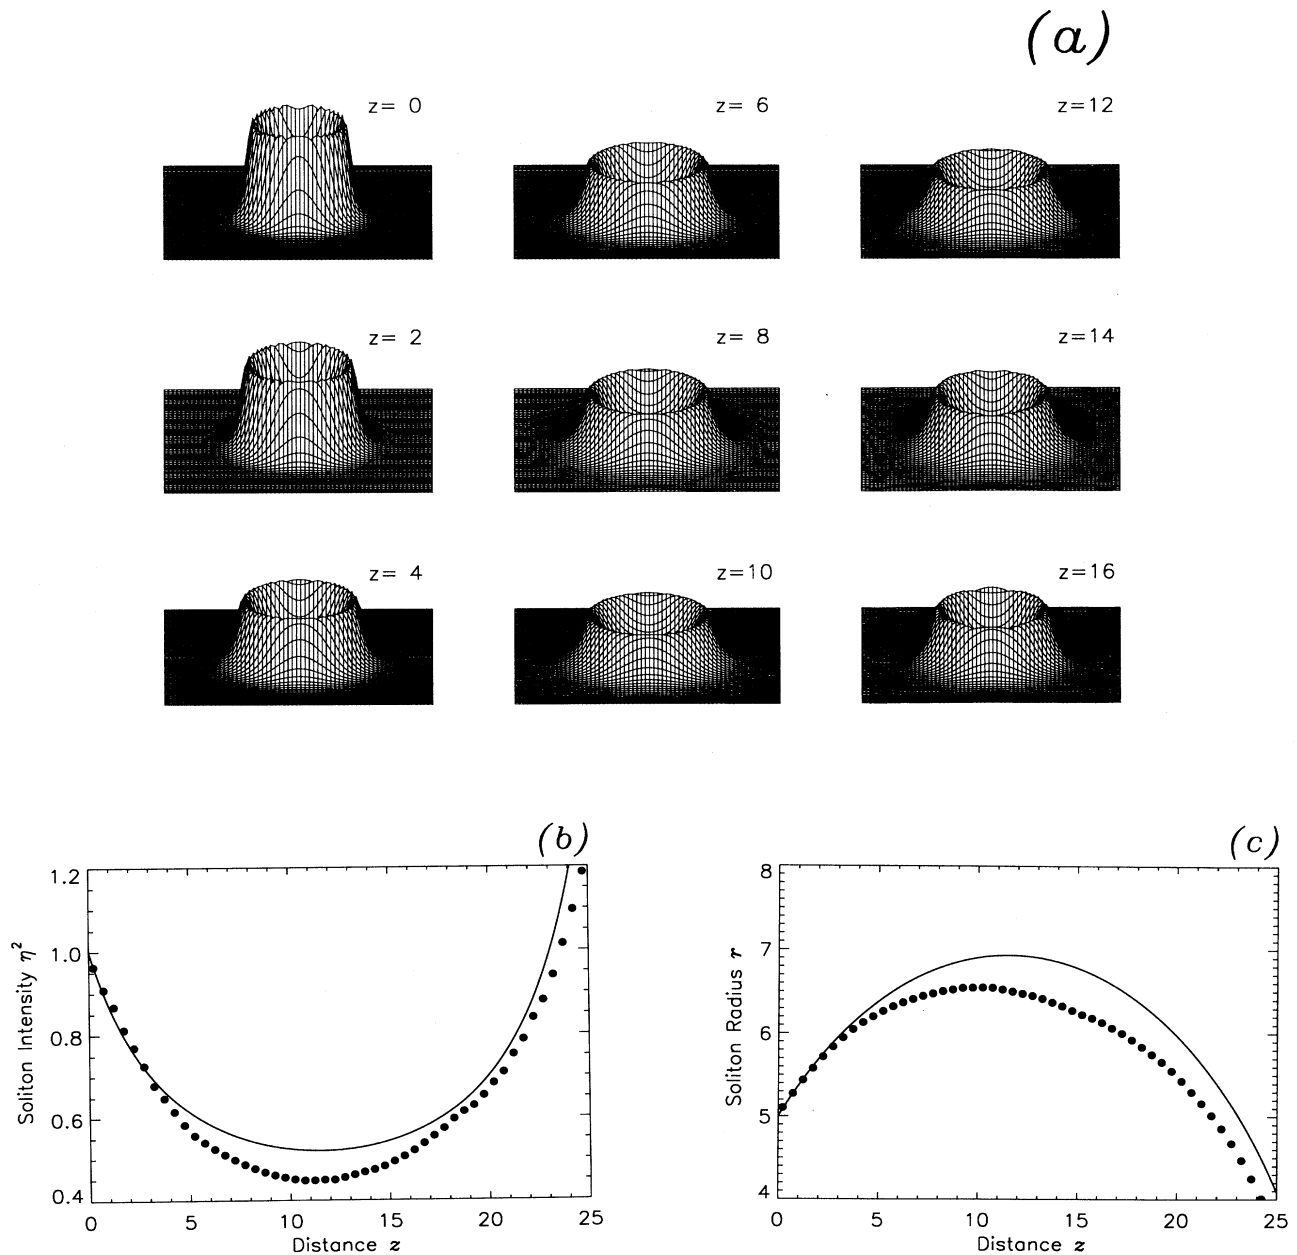 (a)
z= 0
z= 6
z=12
z= 2
z= 8
z=14
z= 4
z=10
z=16
(b)
1.2
1.0
0.8
0.6
0.4
Soliton Intensity η²
0
5
10
15
20
25
Distance z
(c)
8
7
6
5
4
Soliton Radius r
0
5
10
15
20
25
Distance z